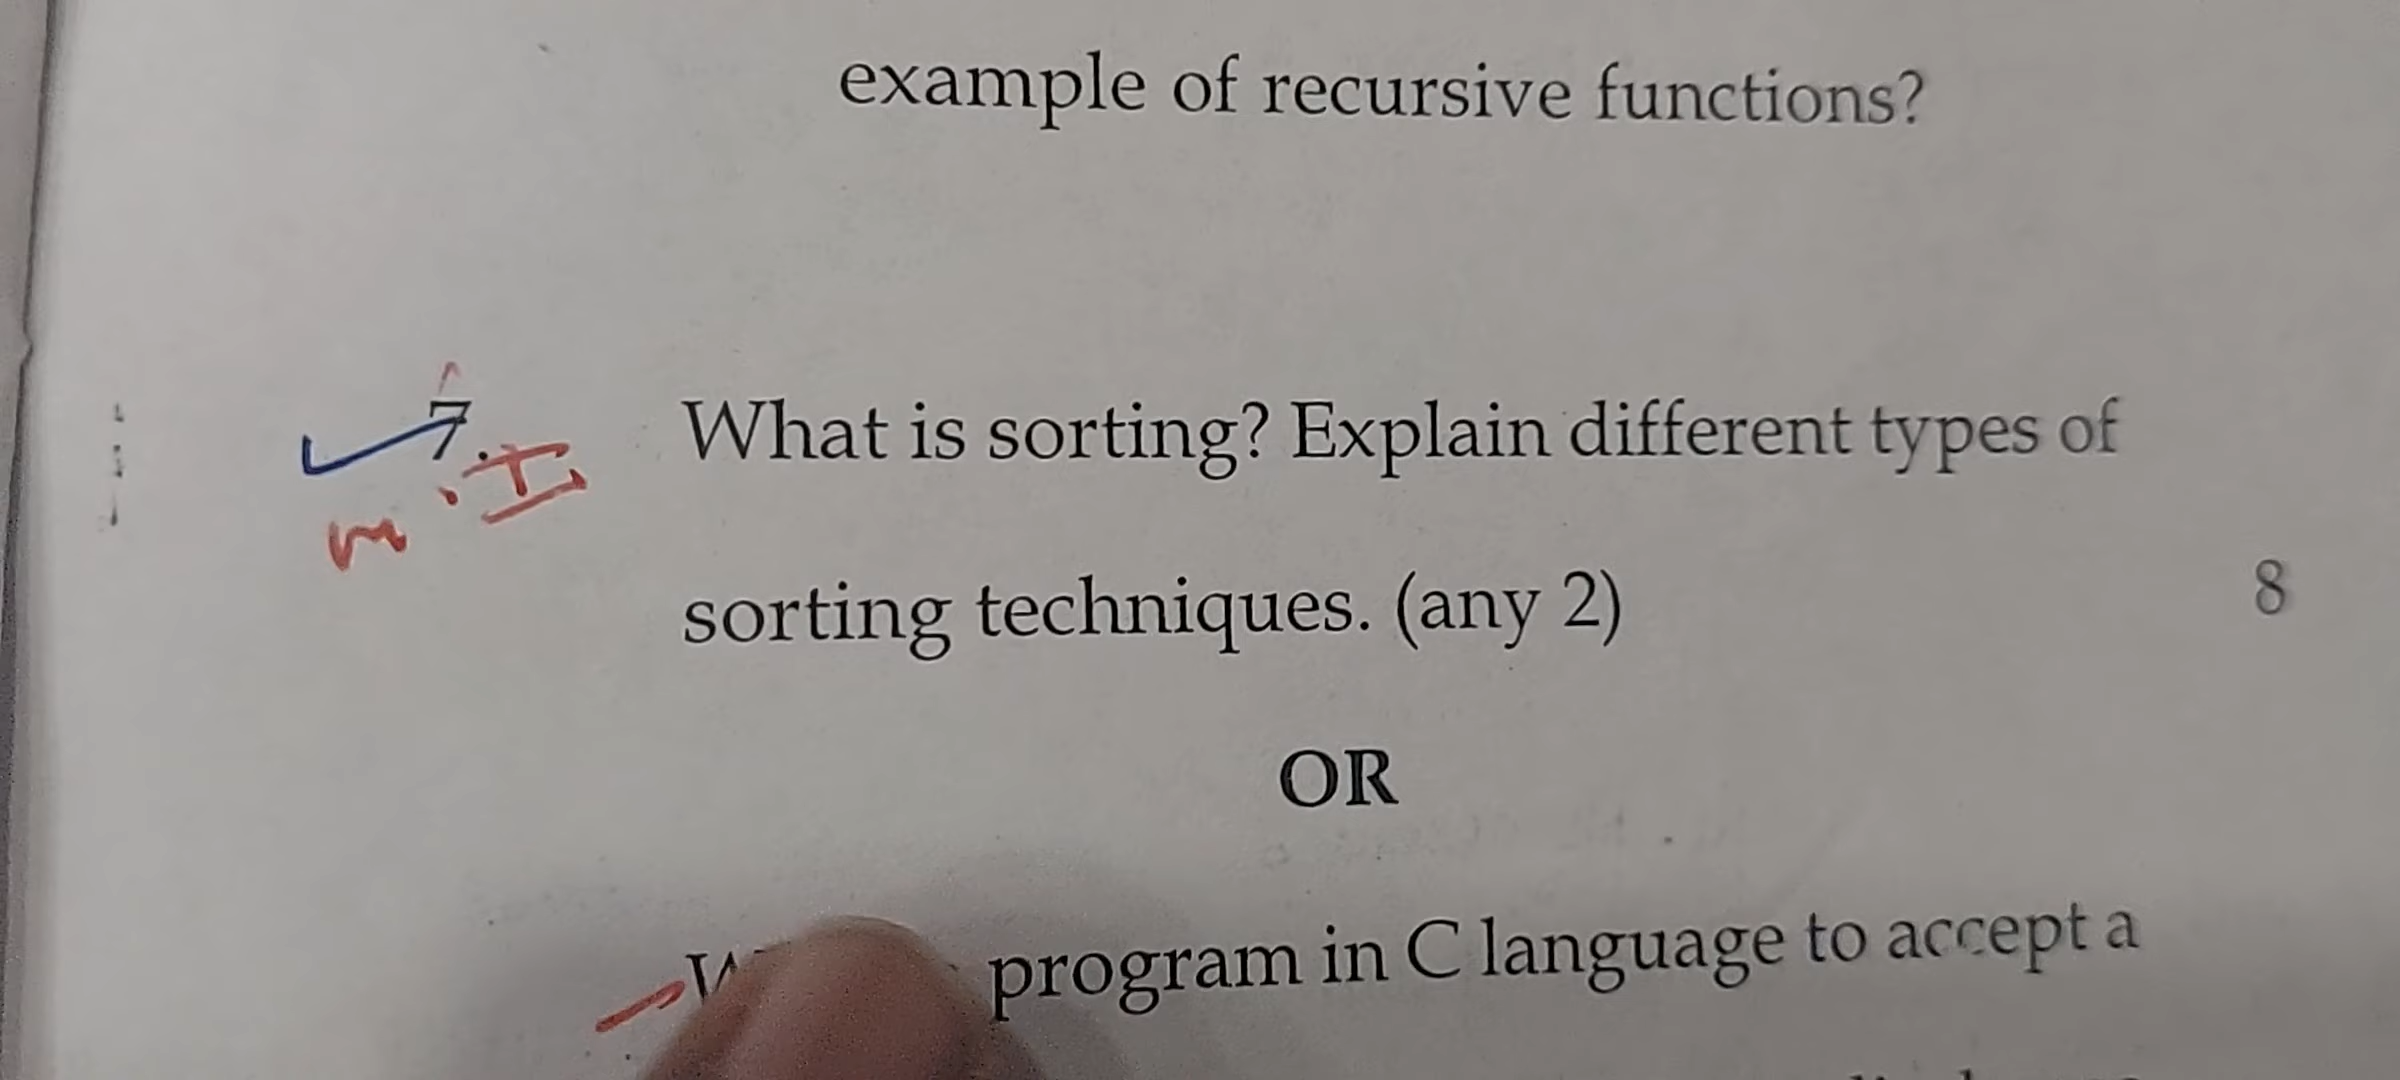 example of recursive functions?
7. What is sorting? Explain different types of
sorting techniques. (any 2) 8
OR
program in C language to accept a